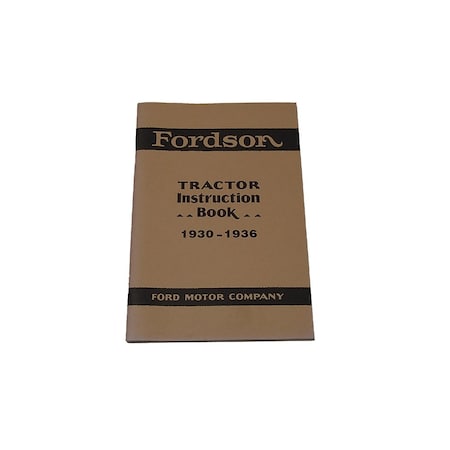 Fordson
TRACTOR
Instruction
Book
1930-1936
FORD MOTOR COMPANY